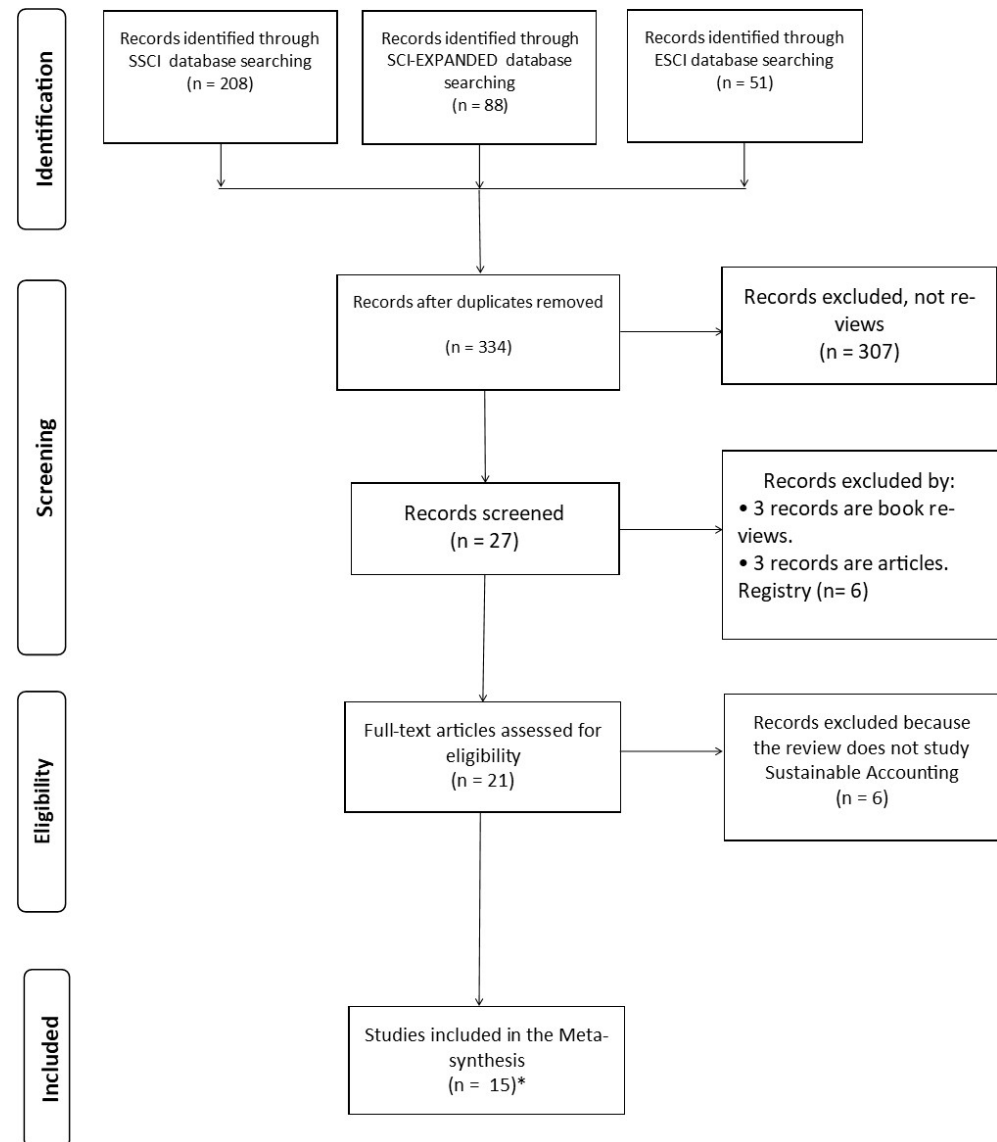 Identification
Records identified through
SSCI database searching
(n = 208)
Records identified through
SCI-EXPANDED database
searching
(n = 88)
Records identified through
ESCI database searching
(n = 51)
Screening
Records after duplicates removed
(n = 334)
Records excluded, not re-
views
(n = 307)
Records screened
(n = 27)
Records excluded by:
• 3 records are book re-
views.
• 3 records are articles.
Registry (n= 6)
Eligibility
Full-text articles assessed for
eligibility
(n = 21)
Records excluded because
the review does not study
Sustainable Accounting
(n = 6)
Included
Studies included in the Meta-
synthesis
(n = 15)*